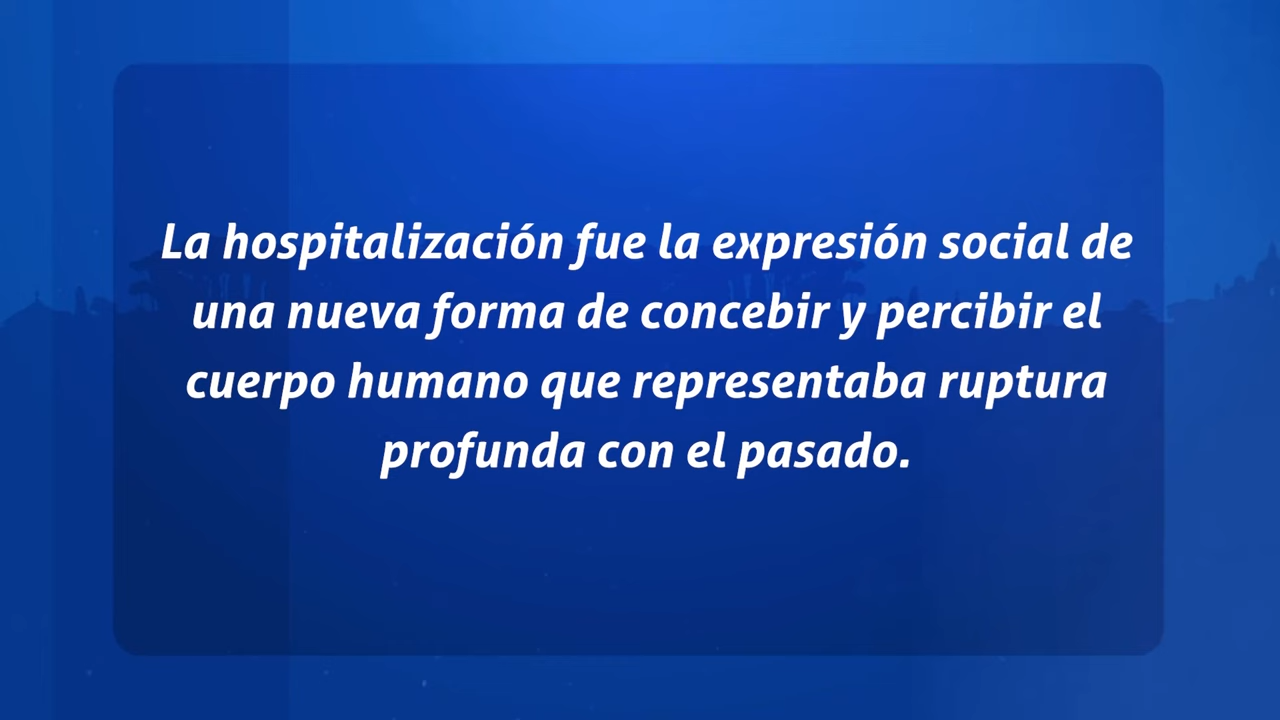 La hospitalización fue la expresión social de
una nueva forma de concebir y percibir el
cuerpo humano que representaba ruptura
profunda con el pasado.